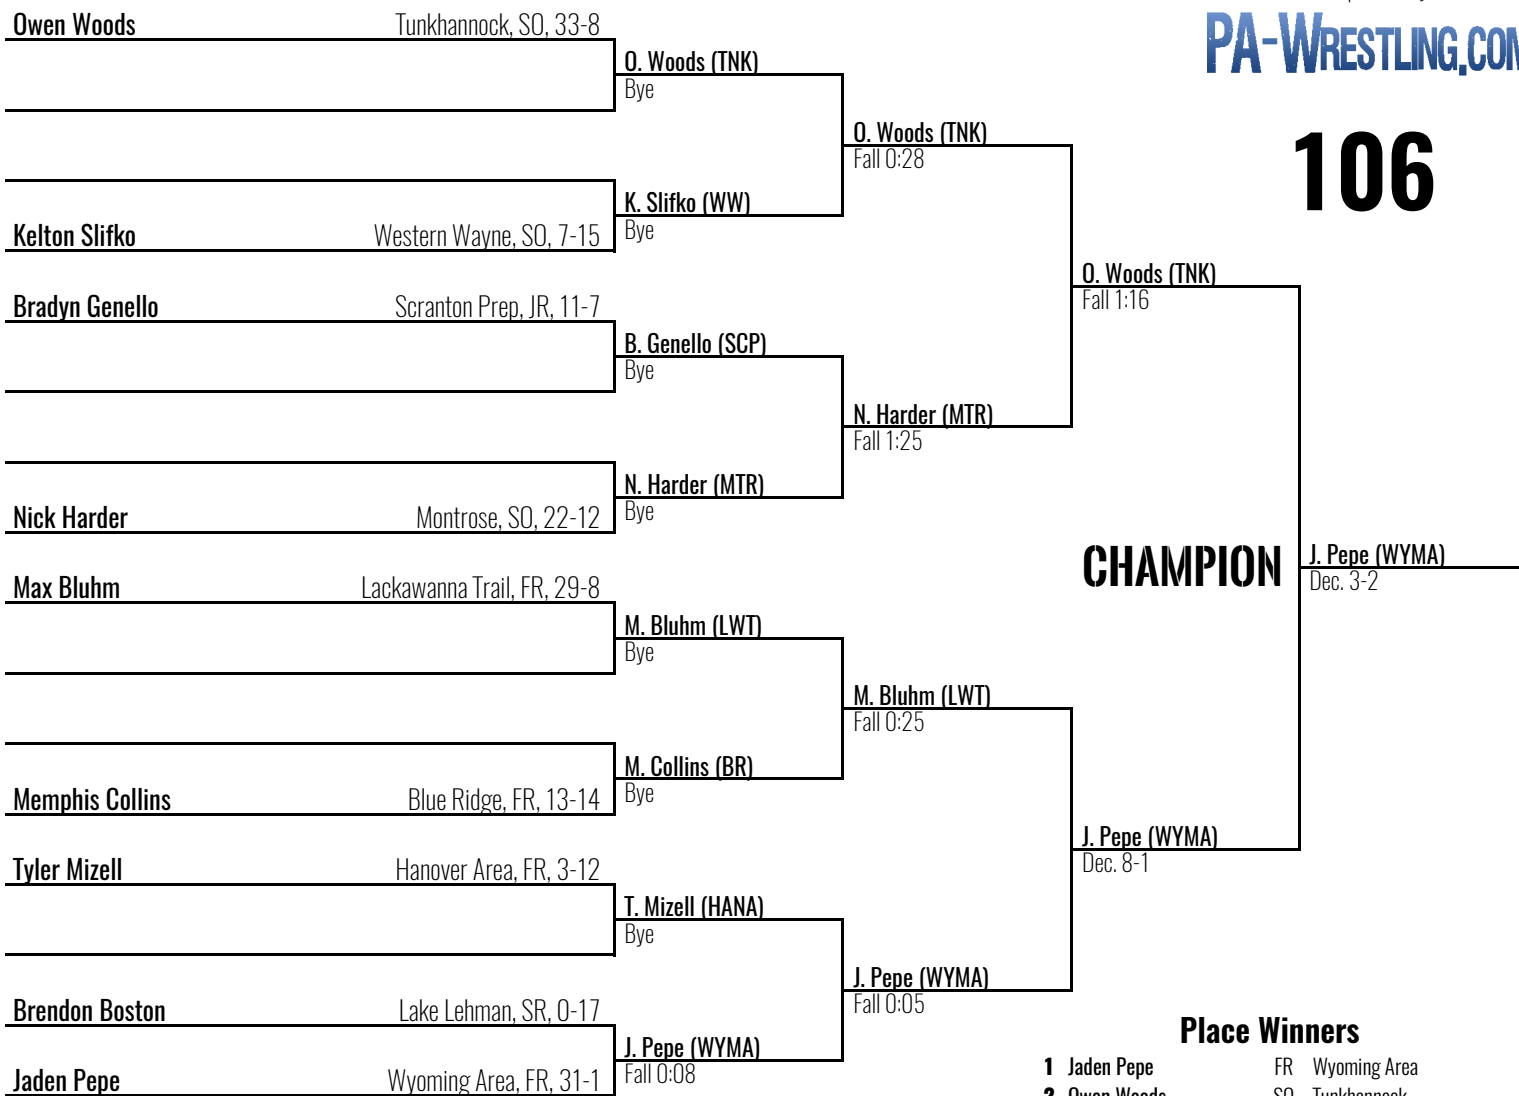 PA-WRESTLING.COM
106
Owen Woods Tunkhannock, SO, 33-8
O. Woods (TNK)
Bye
O. Woods (TNK)
Fall 0:28
K. Slifko (WW)
Bye
Kelton Slifko Western Wayne, SO, 7-15
O. Woods (TNK)
Fall 1:16
Bradyn Genello Scranton Prep, JR, 11-7
B. Genello (SCP)
Bye
N. Harder (MTR)
Fall 1:25
N. Harder (MTR)
Bye
Nick Harder Montrose, SO, 22-12
CHAMPION
J. Pepe (WYMA)
Dec. 3-2
Max Bluhm Lackawanna Trail, FR, 29-8
M. Bluhm (LWT)
Bye
M. Bluhm (LWT)
Fall 0:25
M. Collins (BR)
Bye
Memphis Collins Blue Ridge, FR, 13-14
J. Pepe (WYMA)
Dec. 8-1
Tyler Mizell Hanover Area, FR, 3-12
T. Mizell (HANA)
Bye
J. Pepe (WYMA)
Fall 0:05
Brendon Boston Lake Lehman, SR, 0-17
J. Pepe (WYMA)
Fall 0:08
Jaden Pepe Wyoming Area, FR, 31-1
Place Winners
1 Jaden Pepe FR Wyoming Area
2 Owen Woods SO Tunkhannock